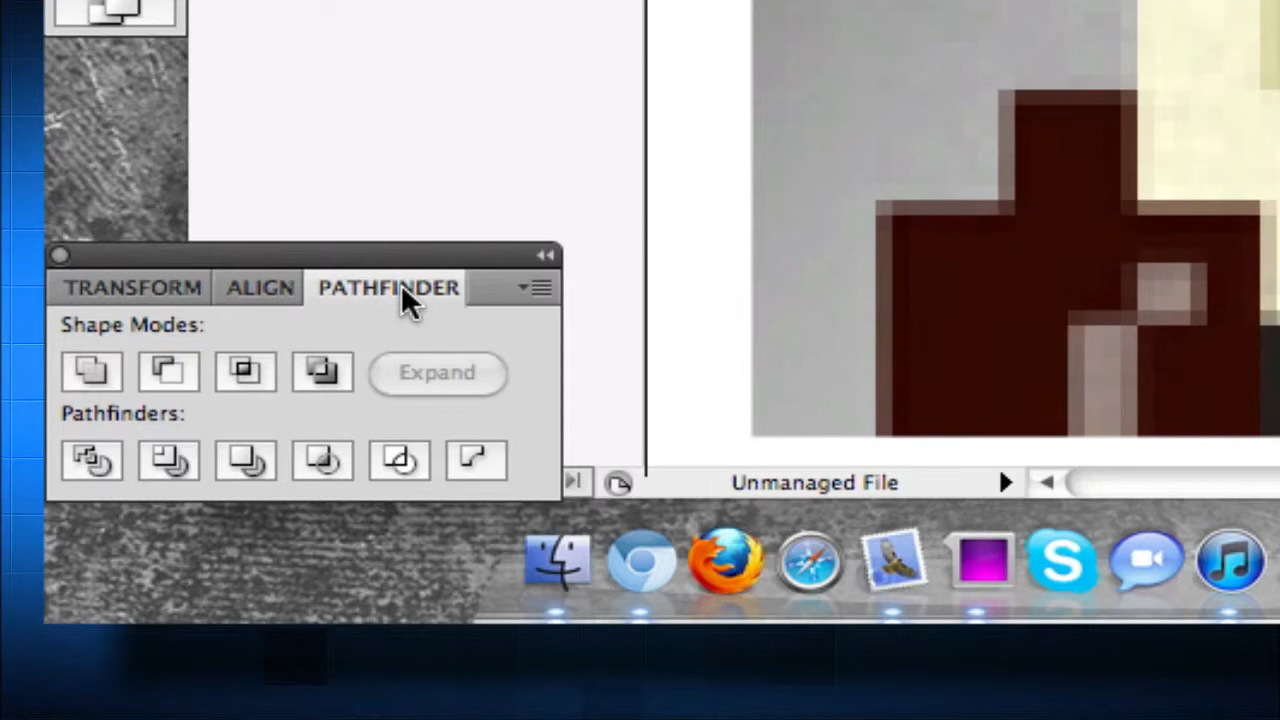 TRANSFORM ALIGN PATHFINDER
Shape Modes:
Expand
Pathfinders:
Unmanaged File